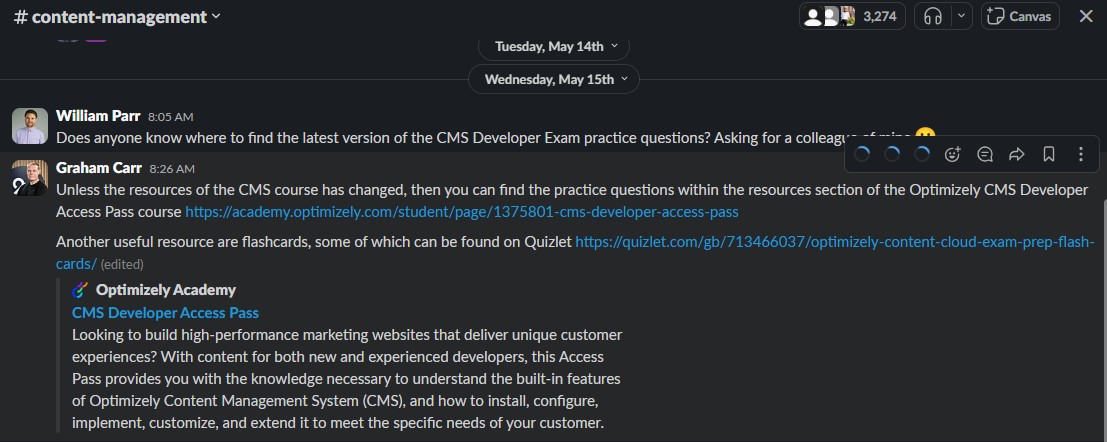 # content-management
3,274
Canvas
Tuesday, May 14th
Wednesday, May 15th
William Parr 8:05 AM
Does anyone know where to find the latest version of the CMS Developer Exam practice questions? Asking for a colleague of mine
Graham Carr 8:26 AM
Unless the resources of the CMS course has changed, then you can find the practice questions within the resources section of the Optimizely CMS Developer
Access Pass course https://academy.optimizely.com/student/page/1375801-cms-developer-access-pass
Another useful resource are flashcards, some of which can be found on Quizlet https://quizlet.com/gb/713466037/optimizely-content-cloud-exam-prep-flash-
cards/ (edited)
Optimizely Academy
CMS Developer Access Pass
Looking to build high-performance marketing websites that deliver unique customer
experiences? With content for both new and experienced developers, this Access
Pass provides you with the knowledge necessary to understand the built-in features
of Optimizely Content Management System (CMS), and how to install, configure,
implement, customize, and extend it to meet the specific needs of your customer.